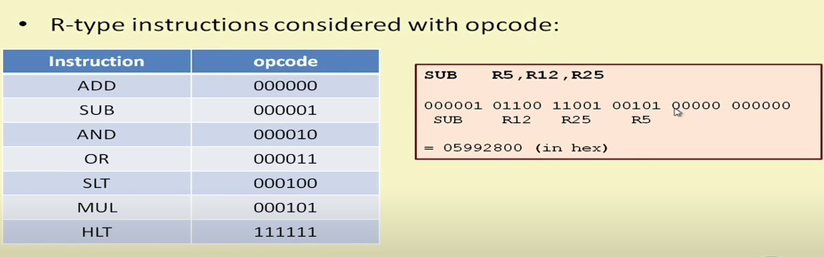 • R-type instructions considered with opcode:
Instruction opcode
ADD 000000
SUB 000001
AND 000010
OR 000011
SLT 000100
MUL 000101
HLT 111111
SUB R5,R12,R25
000001 01100 11001 00101 00000 000000
SUB R12 R25 R5
= 05992800 (in hex)